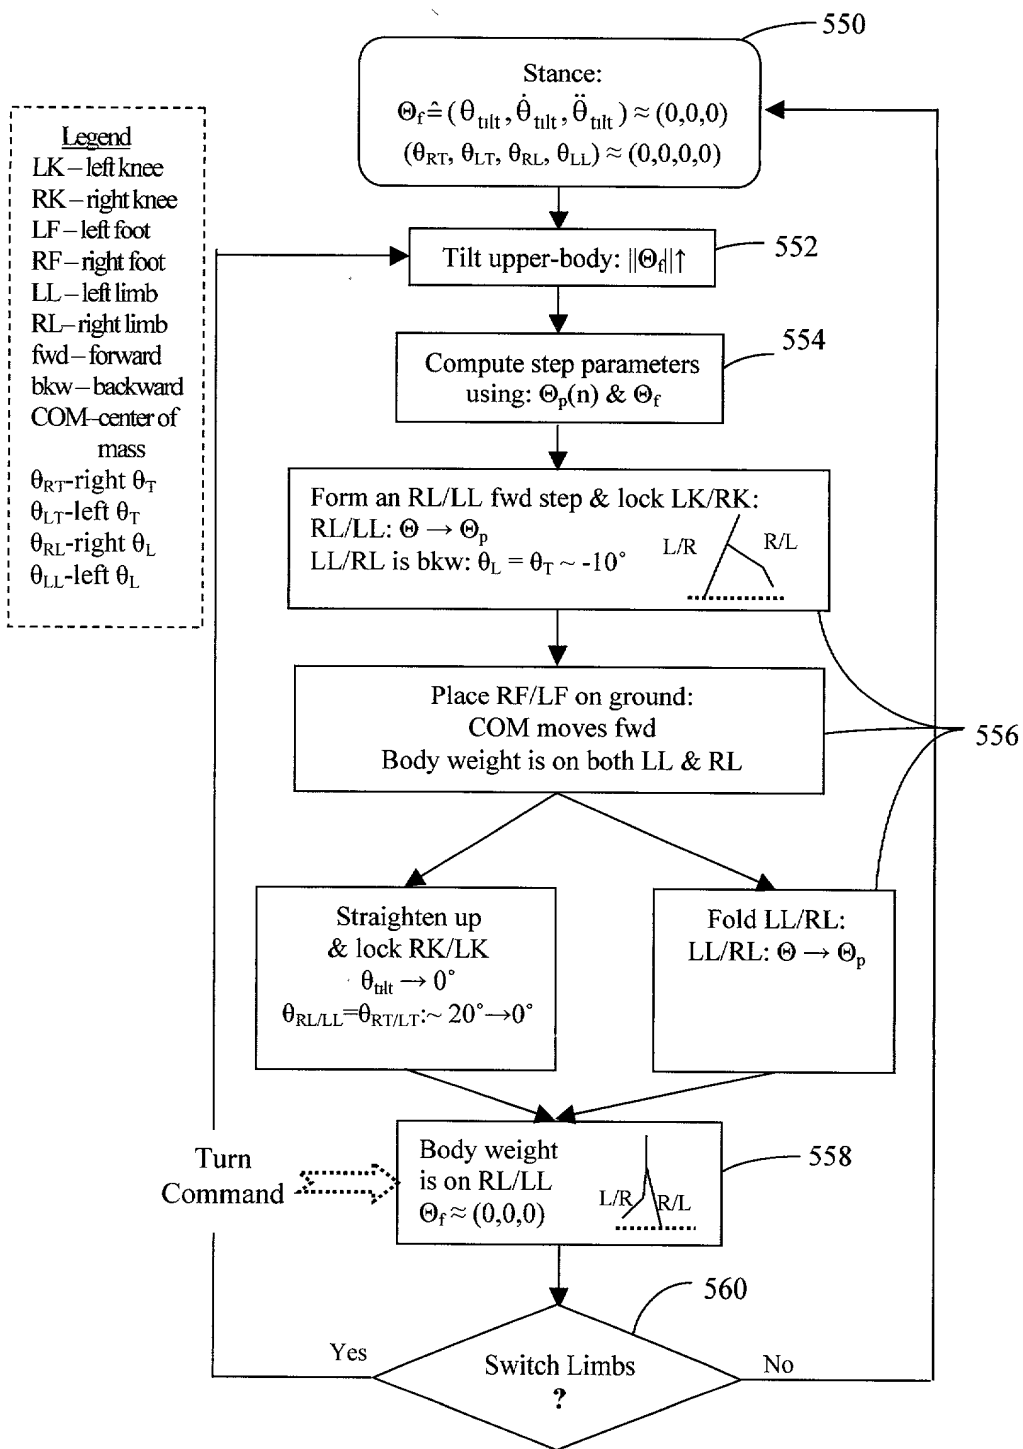 550
Stance:
Θf ≙ (θtilt, θ̇tilt, θ̈tilt) ≈ (0,0,0)
(θRT, θLT, θRL, θLL) ≈ (0,0,0,0)
Legend
LK – left knee
RK – right knee
LF – left foot
RF – right foot
LL – left limb
RL – right limb
fwd – forward
bkw – backward
COM – center of
mass
θRT-right θT
θLT-left θT
θRL-right θL
θLL-left θL
552
Tilt upper-body: ||Θf||↑
554
Compute step parameters
using: Θp(n) & Θf
Form an RL/LL fwd step & lock LK/RK:
RL/LL: Θ → Θp
LL/RL is bkw: θL = θT ~ -10°
L/R
R/L
Place RF/LF on ground:
COM moves fwd
Body weight is on both LL & RL
556
Straighten up
& lock RK/LK
θtilt → 0°
θRL/LL=θRT/LT:~ 20°→0°
Fold LL/RL:
LL/RL: Θ → Θp
Turn
Command
Body weight
is on RL/LL
Θf ≈ (0,0,0)
L/R
R/L
558
560
Switch Limbs
?
Yes
No